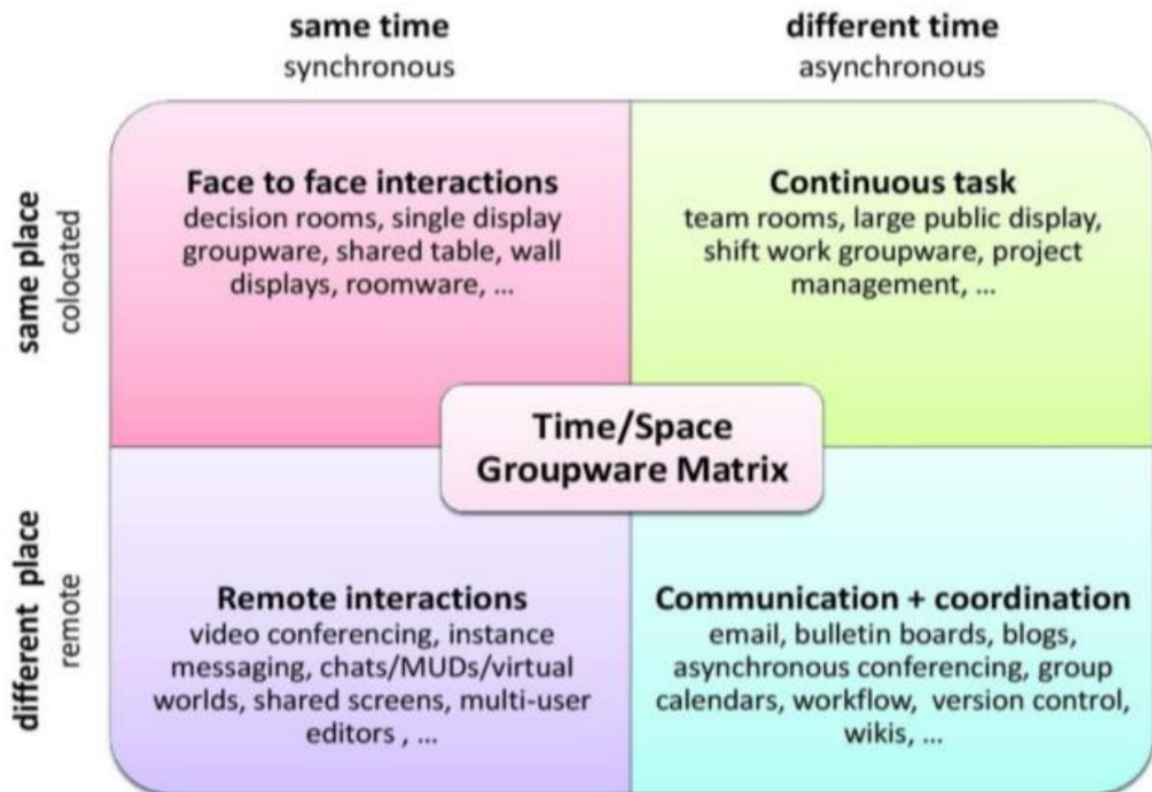 same time
synchronous
different time
asynchronous
same place
colocated
Face to face interactions
decision rooms, single display
groupware, shared table, wall
displays, roomware, ...
Continuous task
team rooms, large public display,
shift work groupware, project
management, ...
Time/Space
Groupware Matrix
different place
remote
Remote interactions
video conferencing, instance
messaging, chats/MUDs/virtual
worlds, shared screens, multi-user
editors , ...
Communication + coordination
email, bulletin boards, blogs,
asynchronous conferencing, group
calendars, workflow, version control,
wikis, ...